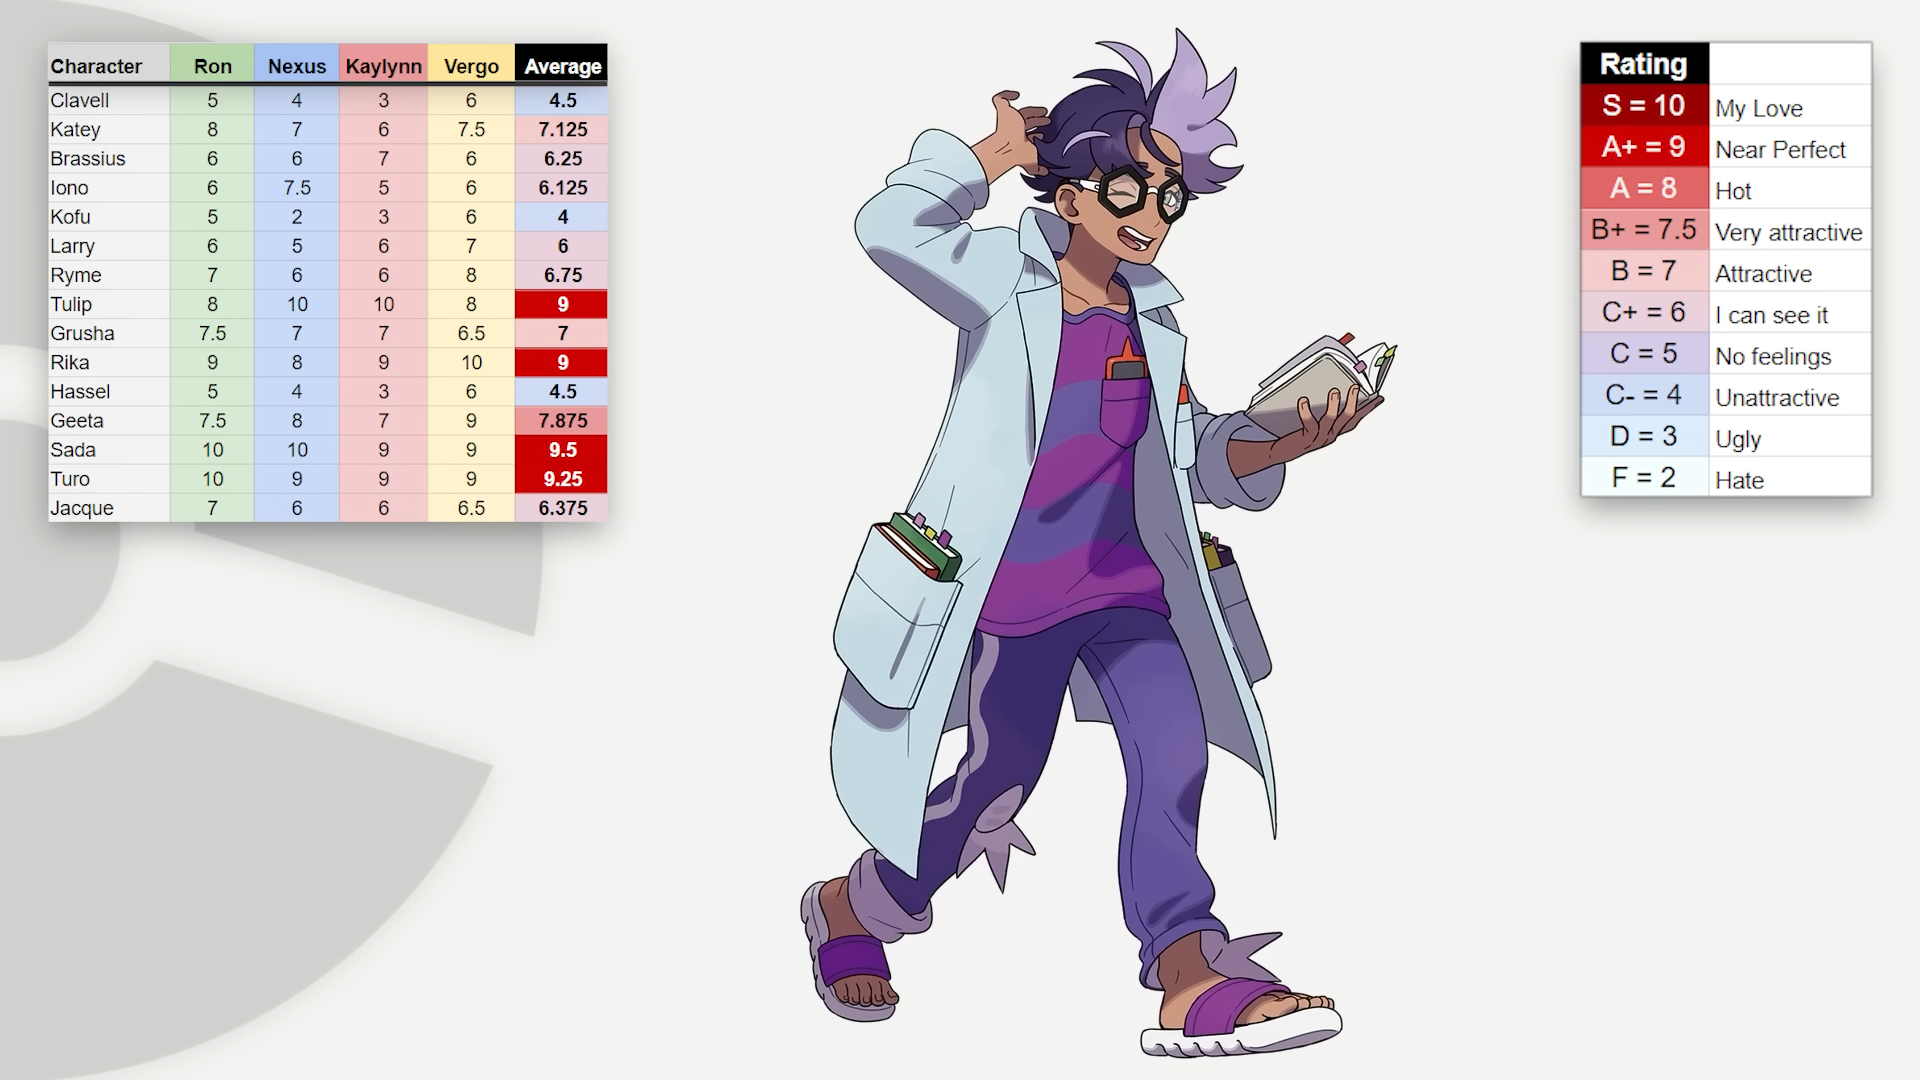 Character Ron Nexus Kaylynn Vergo Average
Clavell 5 4 3 6 4.5
Katey 8 7 6 7.5 7.125
Brassius 6 6 7 6 6.25
Iono 6 7.5 5 6 6.125
Kofu 5 2 3 6 4
Larry 6 5 6 7 6
Ryme 7 6 6 8 6.75
Tulip 8 10 10 8 9
Grusha 7.5 7 7 6.5 7
Rika 9 8 9 10 9
Hassel 5 4 3 6 4.5
Geeta 7.5 8 7 9 7.875
Sada 10 10 9 9 9.5
Turo 10 9 9 9 9.25
Jacque 7 6 6 6.5 6.375
Rating
S = 10 My Love
A+ = 9 Near Perfect
A = 8 Hot
B+ = 7.5 Very attractive
B = 7 Attractive
C+ = 6 I can see it
C = 5 No feelings
C- = 4 Unattractive
D = 3 Ugly
F = 2 Hate